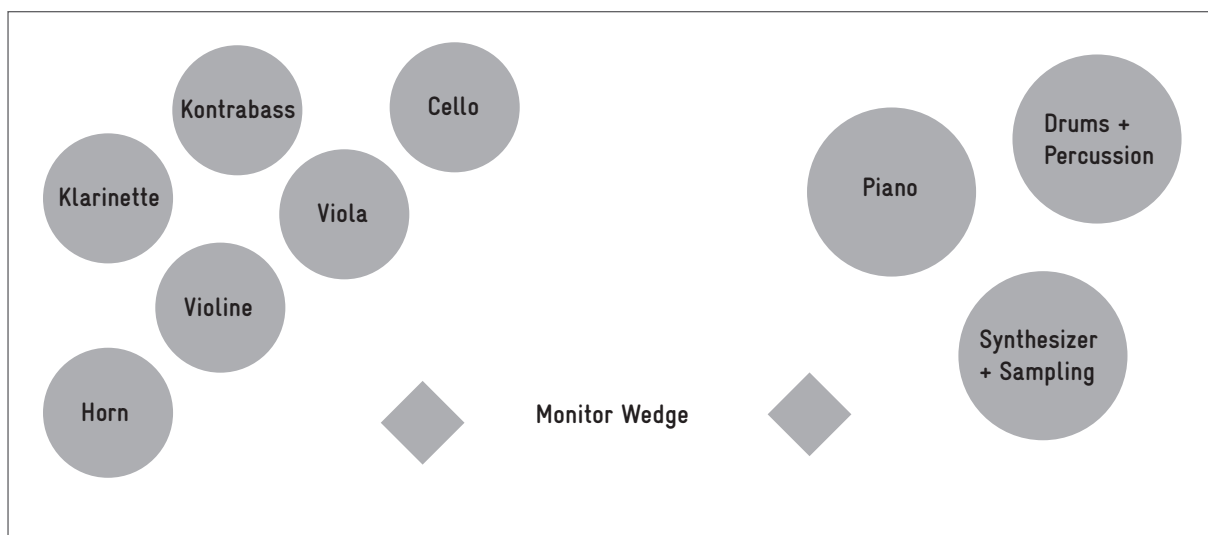 Kontrabass
Cello
Drums +
Percussion
Klarinette
Viola
Piano
Violine
Synthesizer
+ Sampling
Horn
Monitor Wedge